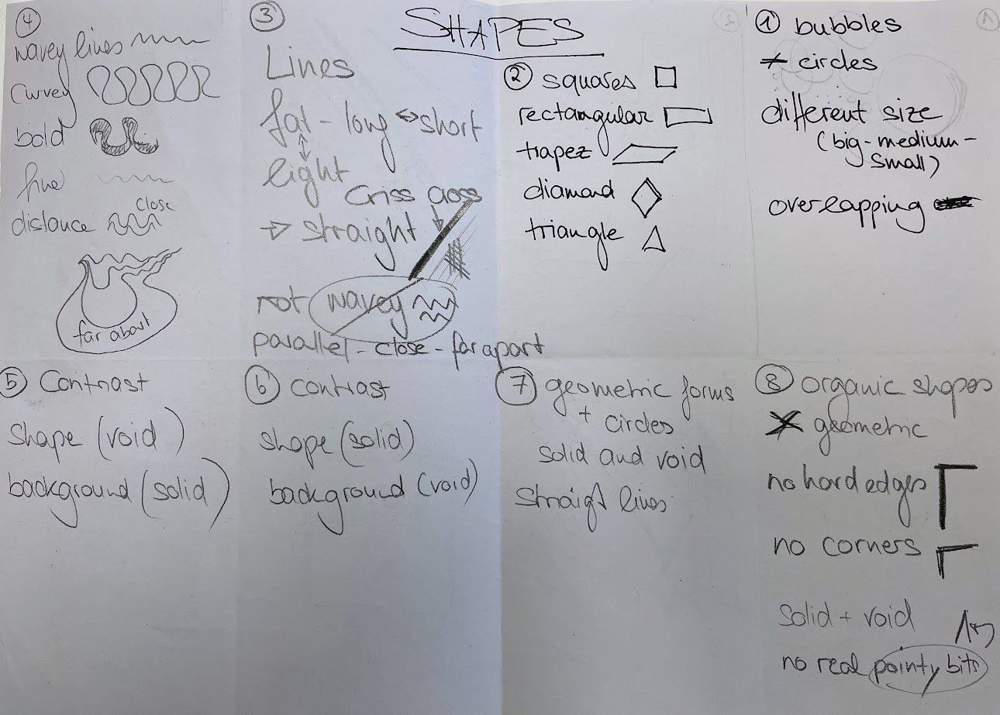 SHAPES
① bubbles
≠ circles
different size
(big-medium-
small)
overlapping
② squares
rectangular
trapez
diamond
triangle
③
Lines
fat - long ⇔ short
light
Criss cross
→ straight
not wavey
parallel - close - far apart
④
wavey lines
curvey
bold
fine
close
distance
far abart
⑤ Contrast
shape (void)
background (solid)
⑥ contrast
shape (solid)
background (void)
⑦ geometric forms
+ circles
solid and void
straigt lines
⑧ organic shapes
≠ geometric
no hard edges
no corners
solid + void
no real pointy bits